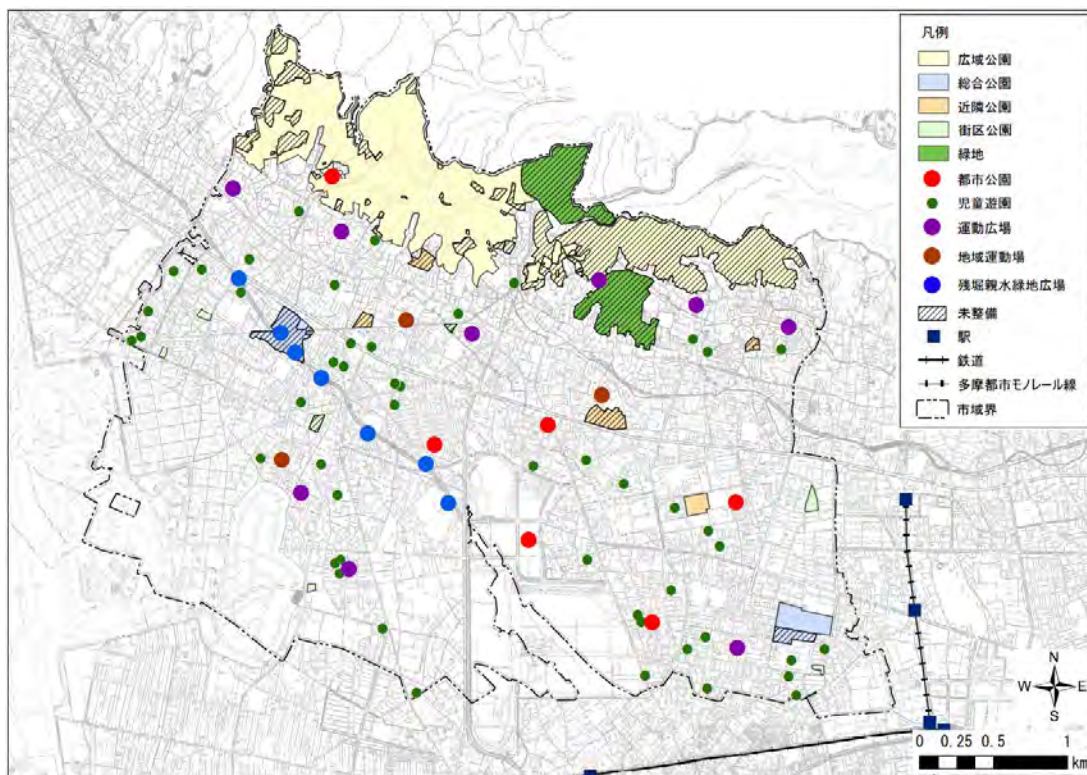 凡例
広域公園
総合公園
近隣公園
街区公園
緑地
都市公園
児童遊園
運動広場
地域運動場
残堀親水緑地広場
未整備
駅
鉄道
多摩都市モノレール線
市域界
N
W E
S
0 0.25 0.5 1
km